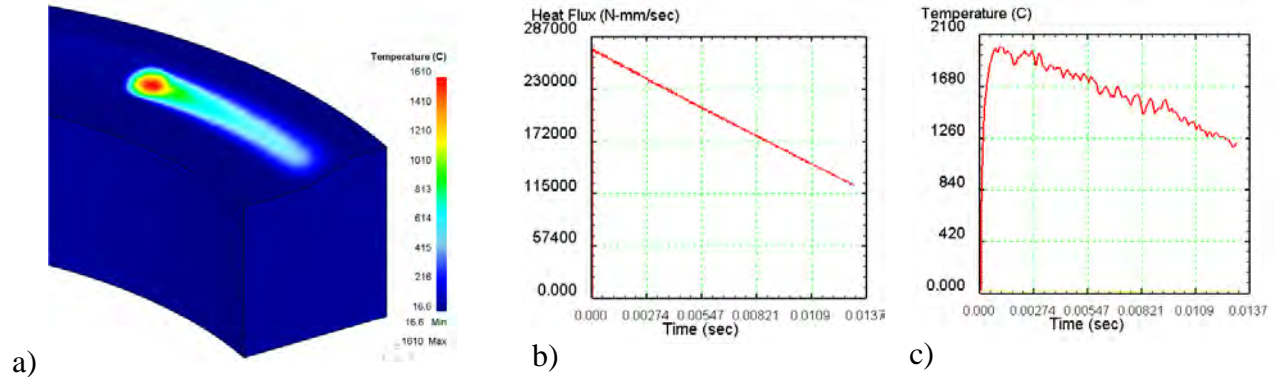 Temperature (C)
1610
1410
1210
1010
813
614
415
216
16.6
16.6 Min
1610 Max
a)
Heat Flux (N-mm/sec)
287000
230000
172000
115000
57400
0.000
0.000 0.00274 0.00547 0.00821 0.0109 0.0137
Time (sec)
b)
Temperature (C)
2100
1680
1260
840
420
0.000
0.000 0.00274 0.00547 0.00821 0.0109 0.0137
Time (sec)
c)